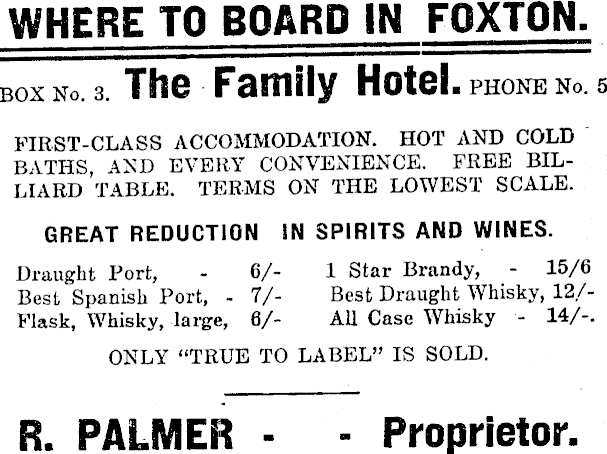 WHERE TO BOARD IN FOXTON.
BOX No. 3. The Family Hotel. PHONE No. 5
FIRST-CLASS ACCOMMODATION. HOT AND COLD
BATHS, AND EVERY CONVENIENCE. FREE BIL-
LIARD TABLE. TERMS ON THE LOWEST SCALE.
GREAT REDUCTION IN SPIRITS AND WINES.
Draught Port, - 6/- 1 Star Brandy, - 15/6
Best Spanish Port, - 7/- Best Draught Whisky, 12/-
Flask, Whisky, large, 6/- All Case Whisky - 14/-.
ONLY "TRUE TO LABEL" IS SOLD.
R. PALMER - - Proprietor.